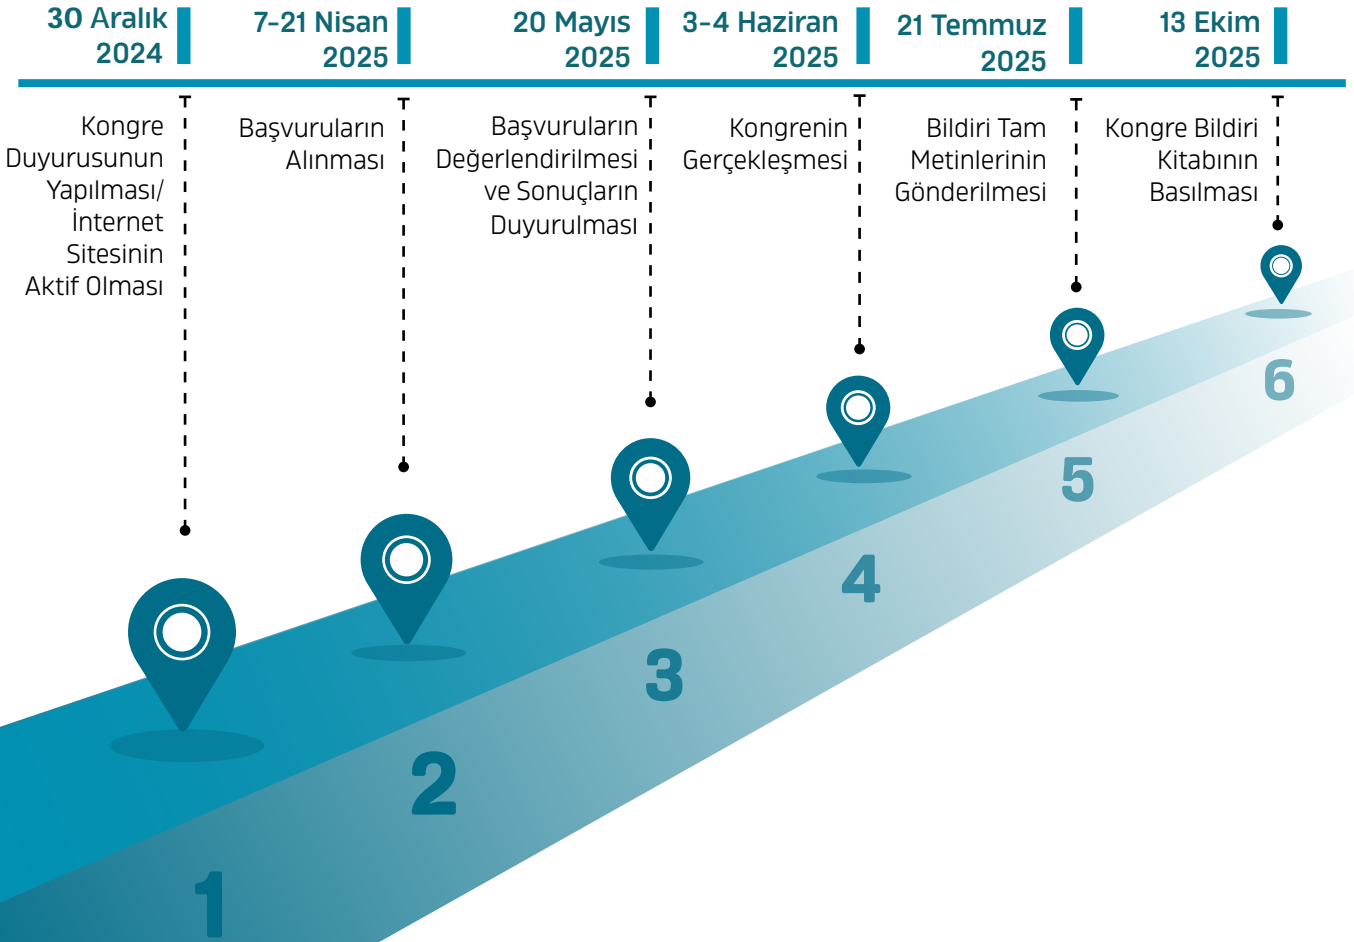 30 Aralık
2024
7-21 Nisan
2025
20 Mayıs
2025
3-4 Haziran
2025
21 Temmuz
2025
13 Ekim
2025
Kongre
Duyurusunun
Yapılması/
İnternet
Sitesinin
Aktif Olması
Başvuruların
Alınması
Başvuruların
Değerlendirilmesi
ve Sonuçların
Duyurulması
Kongrenin
Gerçekleşmesi
Bildiri Tam
Metinlerinin
Gönderilmesi
Kongre Bildiri
Kitabının
Basılması
1
2
3
4
5
6